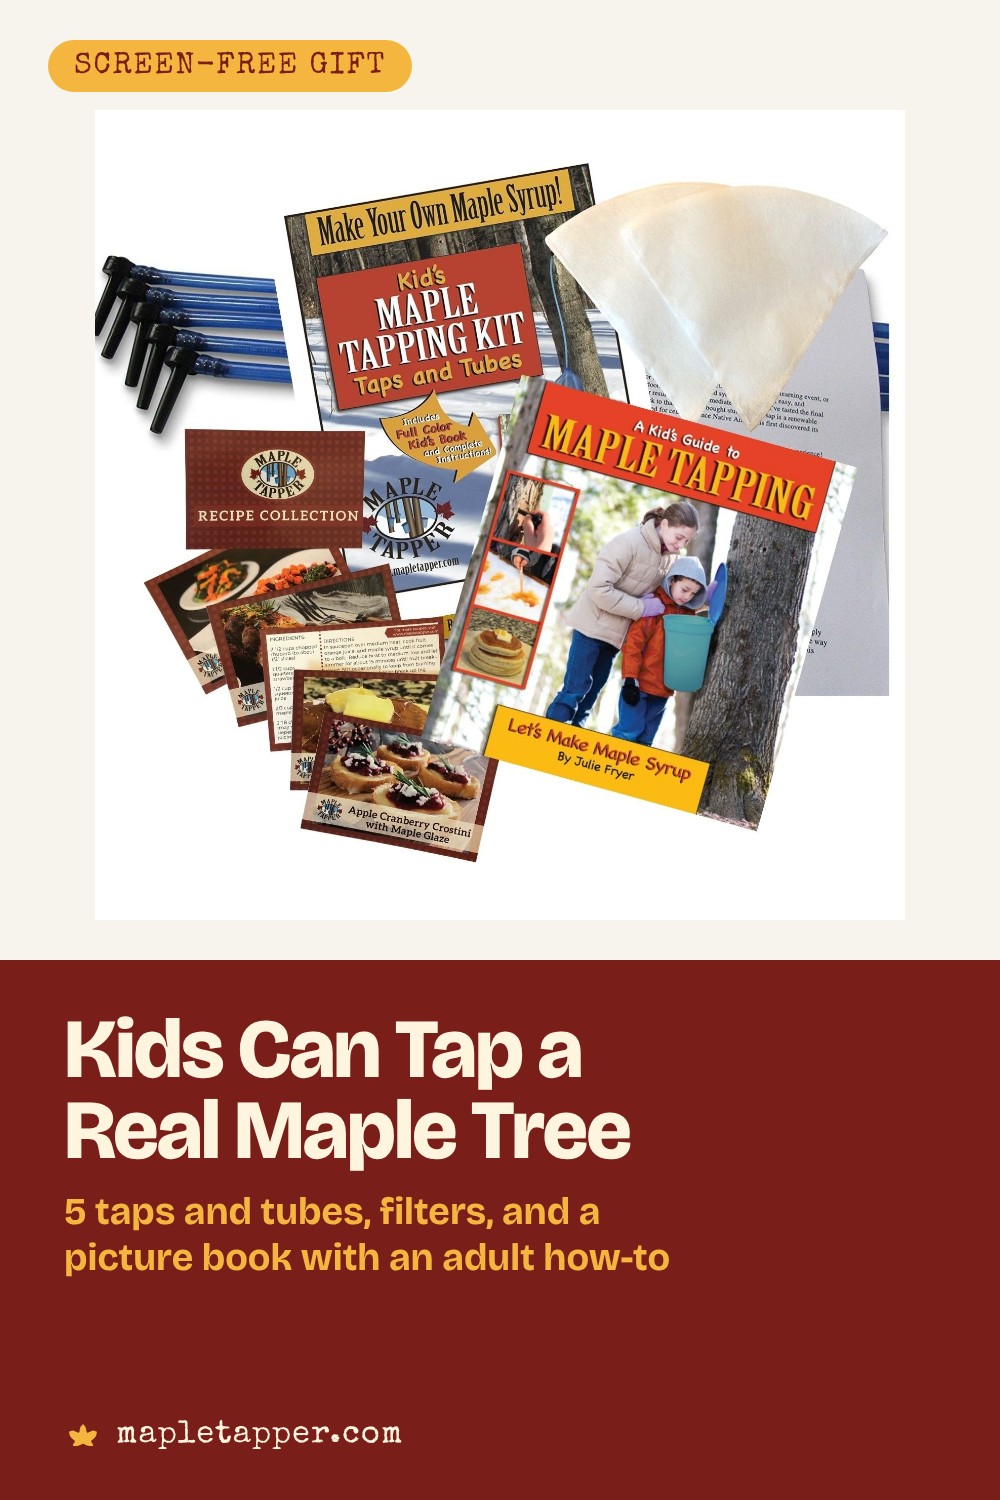 SCREEN-FREE GIFT
Make Your Own Maple Syrup!
Kid's
MAPLE
TAPPING KIT
Taps and Tubes
Includes
Full Color
Kid's Book
and Complete
Instructions!
MAPLE
TAPPER
mapletapper.com
MAPLE
TAPPER
RECIPE COLLECTION
A Kid's Guide to
MAPLE TAPPING
Let's Make Maple Syrup
By Julie Fryer
INGREDIENTS:
DIRECTIONS
MAPLE
TAPPER
Apple Cranberry Crostini
with Maple Glaze
Kids Can Tap a
Real Maple Tree
5 taps and tubes, filters, and a
picture book with an adult how-to
mapletapper.com